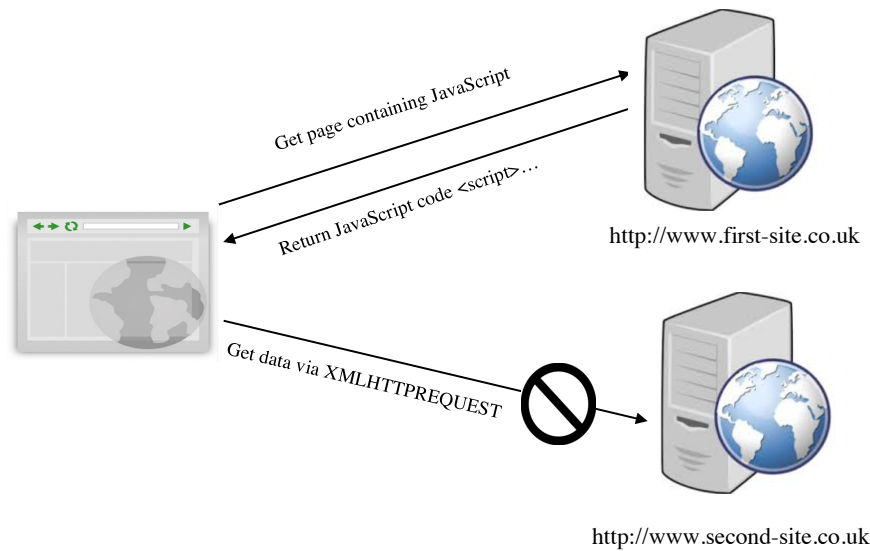 Get page containing JavaScript
Return JavaScript code <script>…
http://www.first-site.co.uk
Get data via XMLHTTPREQUEST
http://www.second-site.co.uk